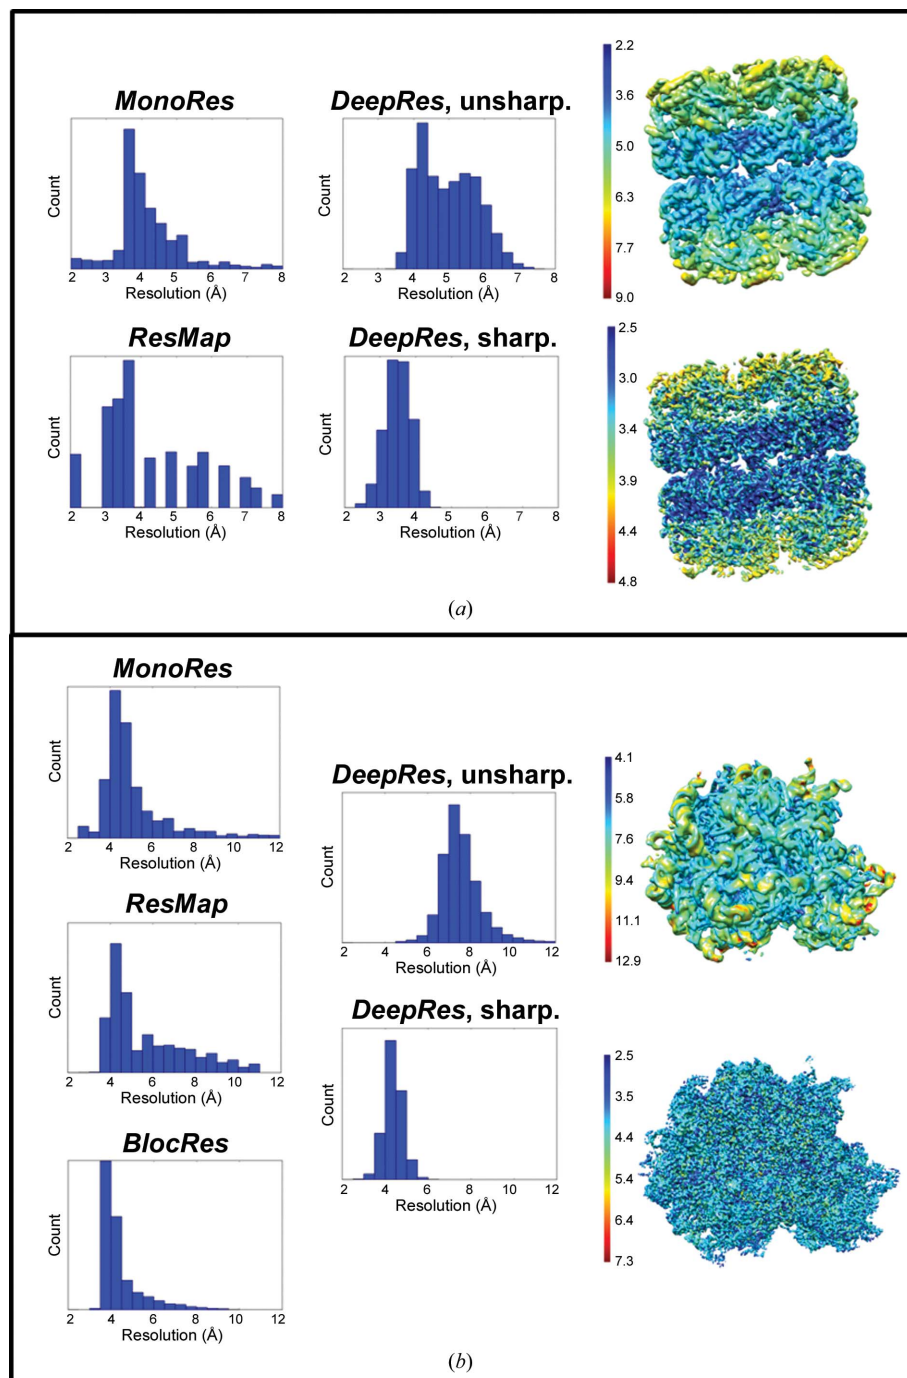 MonoRes
Count
2 3 4 5 6 7 8
Resolution (Å)
DeepRes, unsharp.
Count
2 3 4 5 6 7 8
Resolution (Å)
2.2
3.6
5.0
6.3
7.7
9.0
ResMap
Count
2 3 4 5 6 7 8
Resolution (Å)
DeepRes, sharp.
Count
2 3 4 5 6 7 8
Resolution (Å)
2.5
3.0
3.4
3.9
4.4
4.8
(a)
MonoRes
Count
2 4 6 8 10 12
Resolution (Å)
ResMap
Count
2 4 6 8 10 12
Resolution (Å)
BlocRes
Count
2 4 6 8 10 12
Resolution (Å)
DeepRes, unsharp.
Count
2 4 6 8 10 12
Resolution (Å)
4.1
5.8
7.6
9.4
11.1
12.9
DeepRes, sharp.
Count
2 4 6 8 10 12
Resolution (Å)
2.5
3.5
4.4
5.4
6.4
7.3
(b)